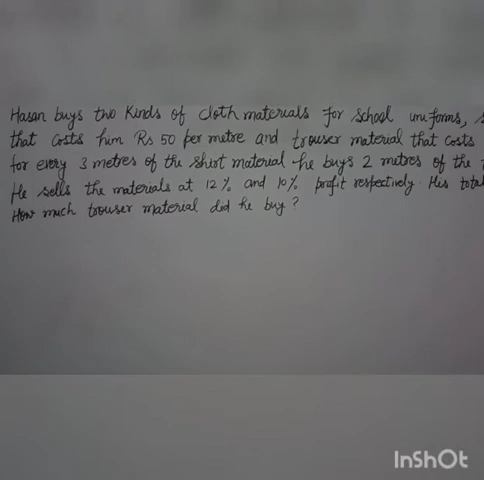 Hasan buys two Kinds of cloth materials for school uniforms,
that costs him Rs 50 per metre and trouser material that costs
for every 3 metres of the shirt material he buys 2 metres of the
He sells the materials at 12% and 10% profit respectively. His total
How much trouser material did he buy?
InShOt